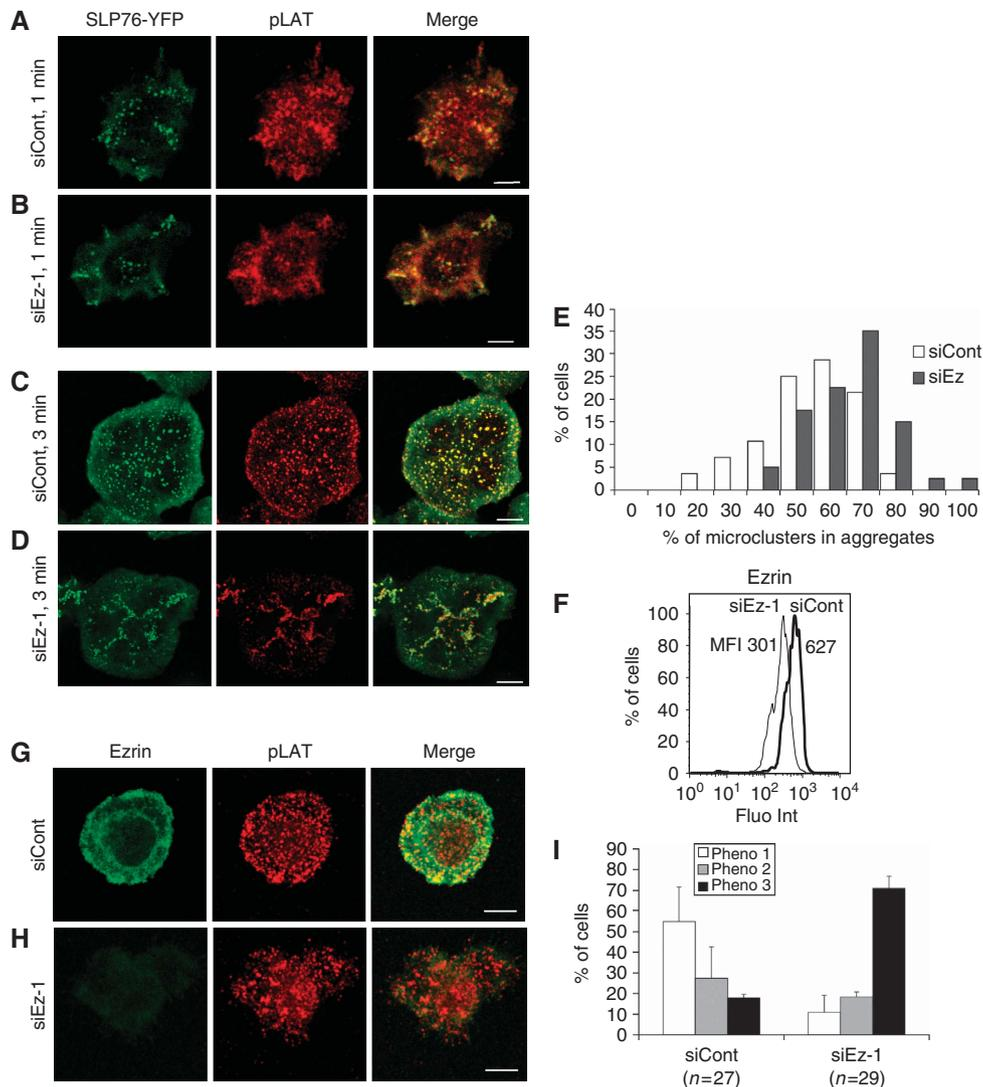 A
SLP76-YFP pLAT Merge
siCont, 1 min
B
siEz-1, 1 min
C
siCont, 3 min
D
siEz-1, 3 min
E
40
35
30
25
20
15
10
5
0
% of cells
siCont
siEz
0 10 20 30 40 50 60 70 80 90 100
% of microclusters in aggregates
F
Ezrin
siEz-1 siCont
MFI 301 627
100
80
60
40
20
0
% of cells
10⁰ 10¹ 10² 10³ 10⁴
Fluo Int
G
Ezrin pLAT Merge
siCont
H
siEz-1
I
90
80
70
60
50
40
30
20
10
0
% of cells
Pheno 1
Pheno 2
Pheno 3
siCont siEz-1
(n=27) (n=29)